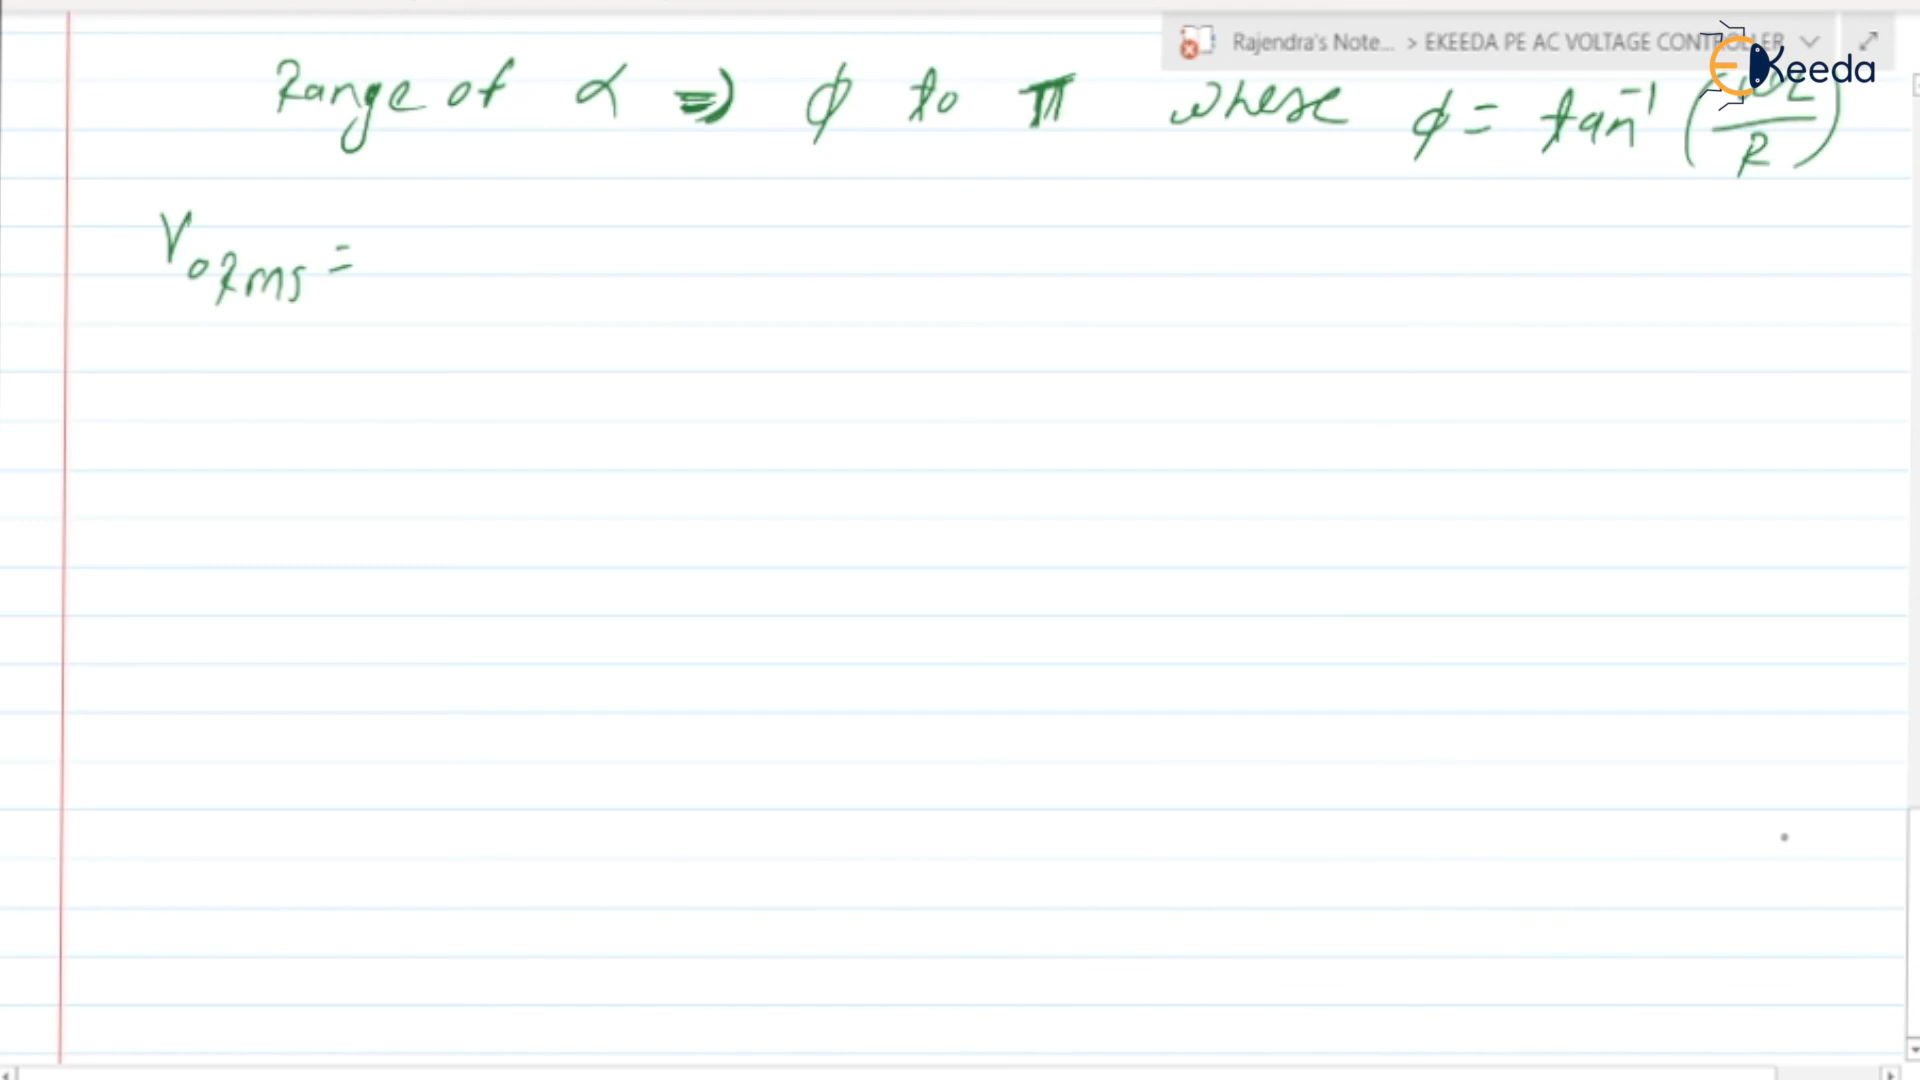 Rajendra's Note... > EKEEDA PE AC VOLTAGE CONTROLLER
EKeeda
Range of α ⇒ ϕ to π where ϕ = tan⁻¹ (ωL/R)
Vorms =